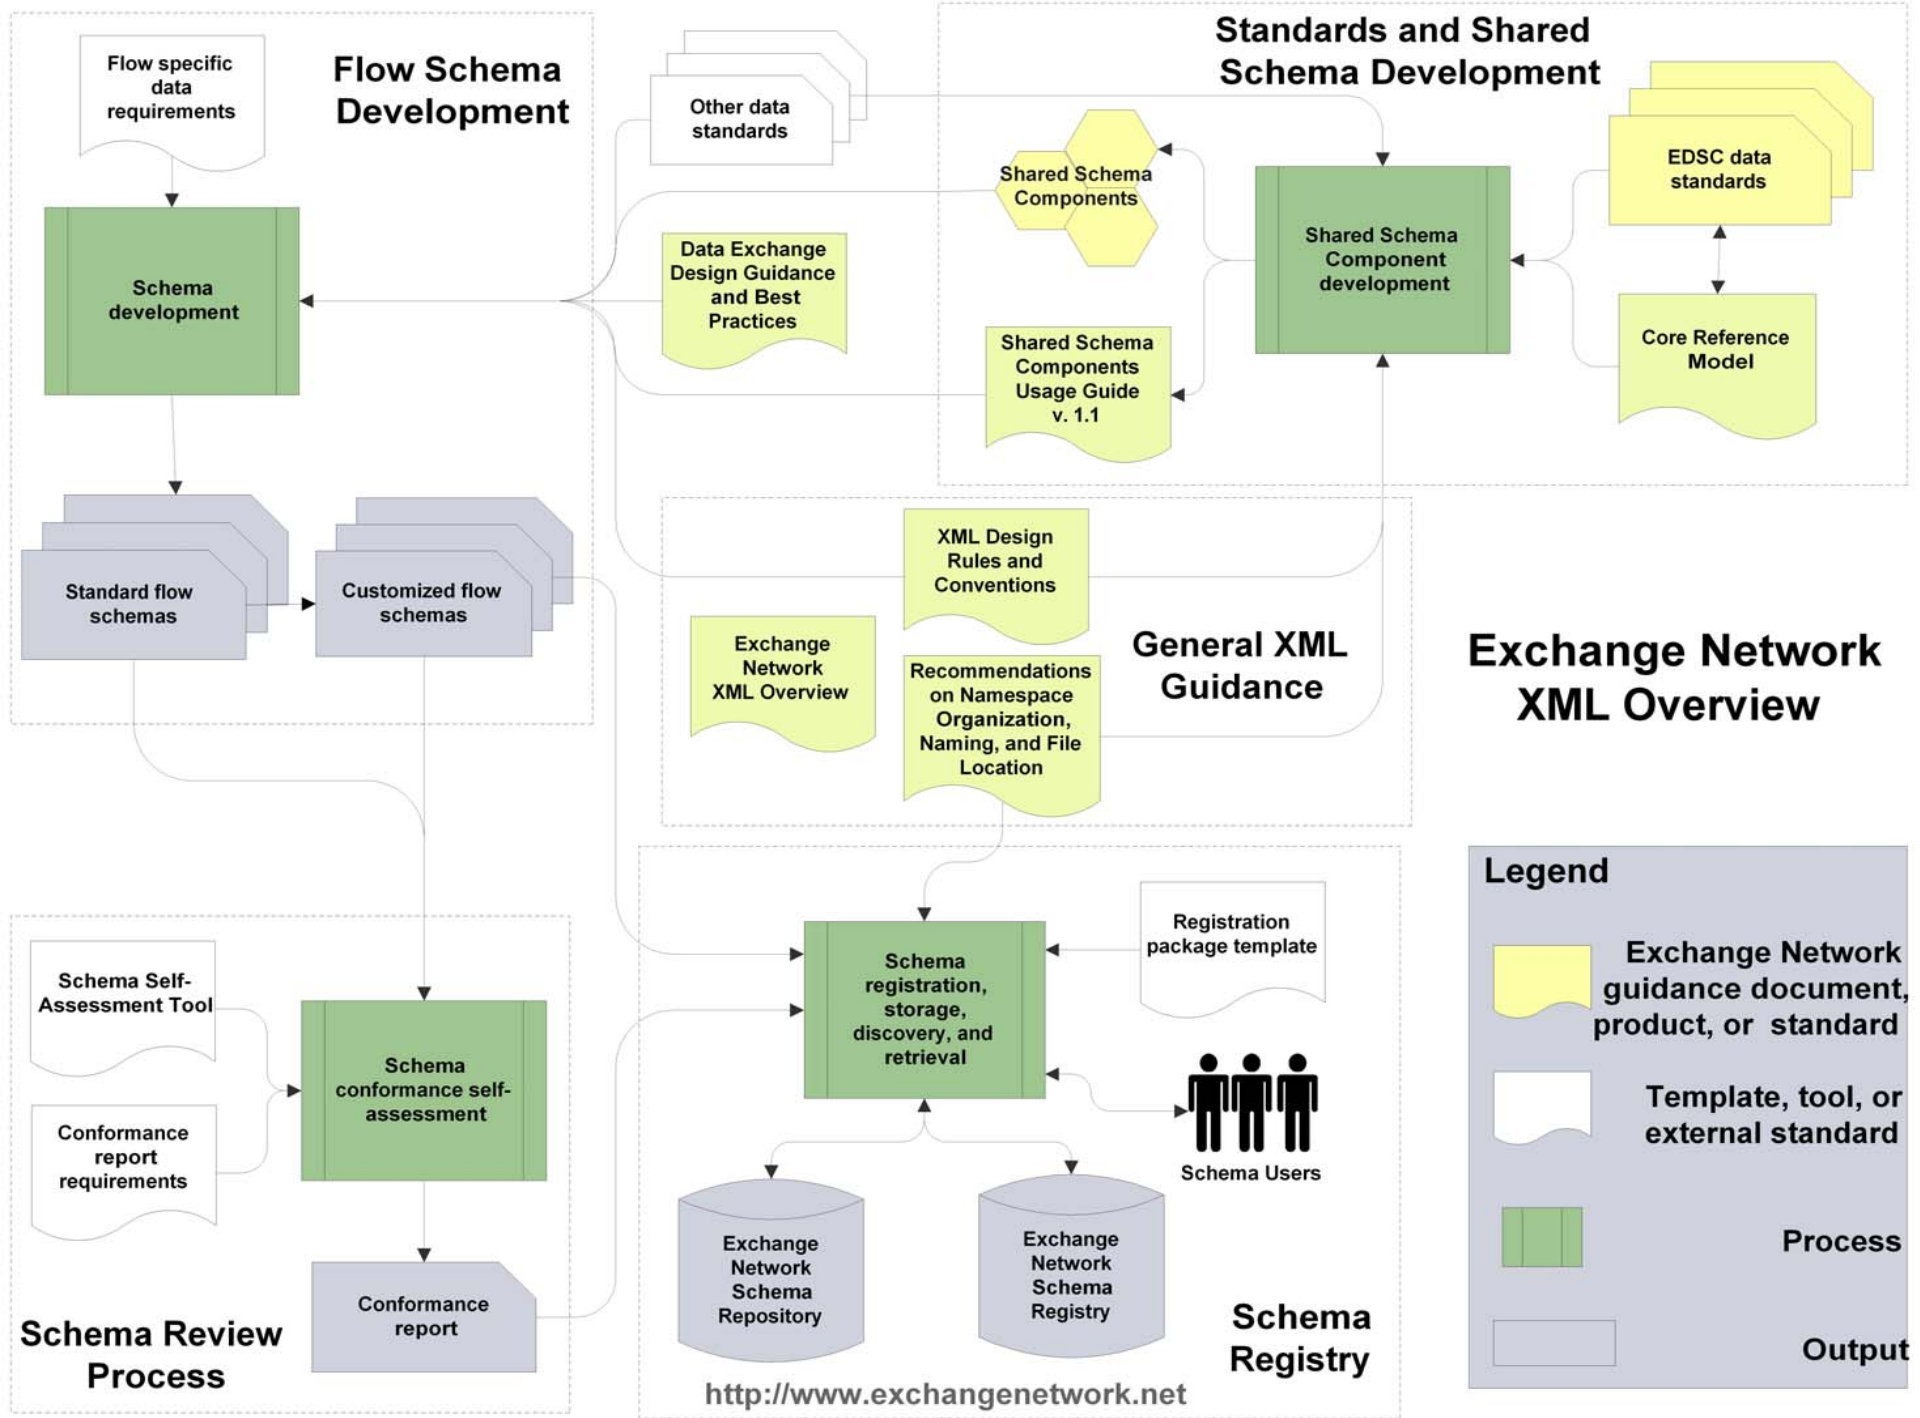 Flow specific
data
requirements
Flow Schema
Development
Schema
development
Standard flow
schemas
Customized flow
schemas
Other data
standards
Data Exchange
Design Guidance
and Best
Practices
Standards and Shared
Schema Development
Shared Schema
Components
Shared Schema
Components
Usage Guide
v. 1.1
Shared Schema
Component
development
EDSC data
standards
Core Reference
Model
XML Design
Rules and
Conventions
Exchange
Network
XML Overview
Recommendations
on Namespace
Organization,
Naming, and File
Location
General XML
Guidance
Exchange Network
XML Overview
Schema Self-
Assessment Tool
Conformance
report
requirements
Schema
conformance self-
assessment
Conformance
report
Schema Review
Process
Schema
registration,
storage,
discovery, and
retrieval
Registration
package template
Schema Users
Exchange
Network
Schema
Repository
Exchange
Network
Schema
Registry
Schema
Registry
http://www.exchangenetwork.net
Legend
Exchange Network
guidance document,
product, or standard
Template, tool, or
external standard
Process
Output